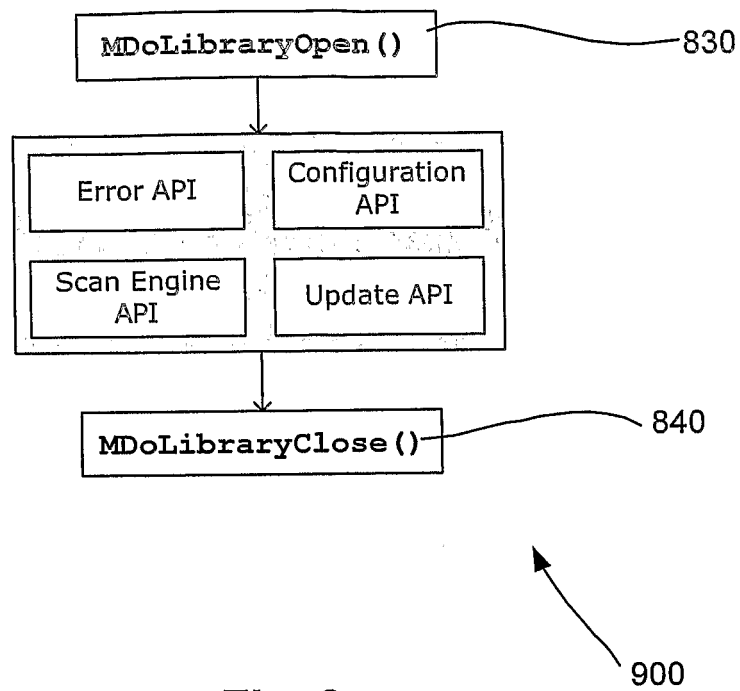 MDoLibraryOpen()
830
Error API
Configuration
API
Scan Engine
API
Update API
MDoLibraryClose()
840
900